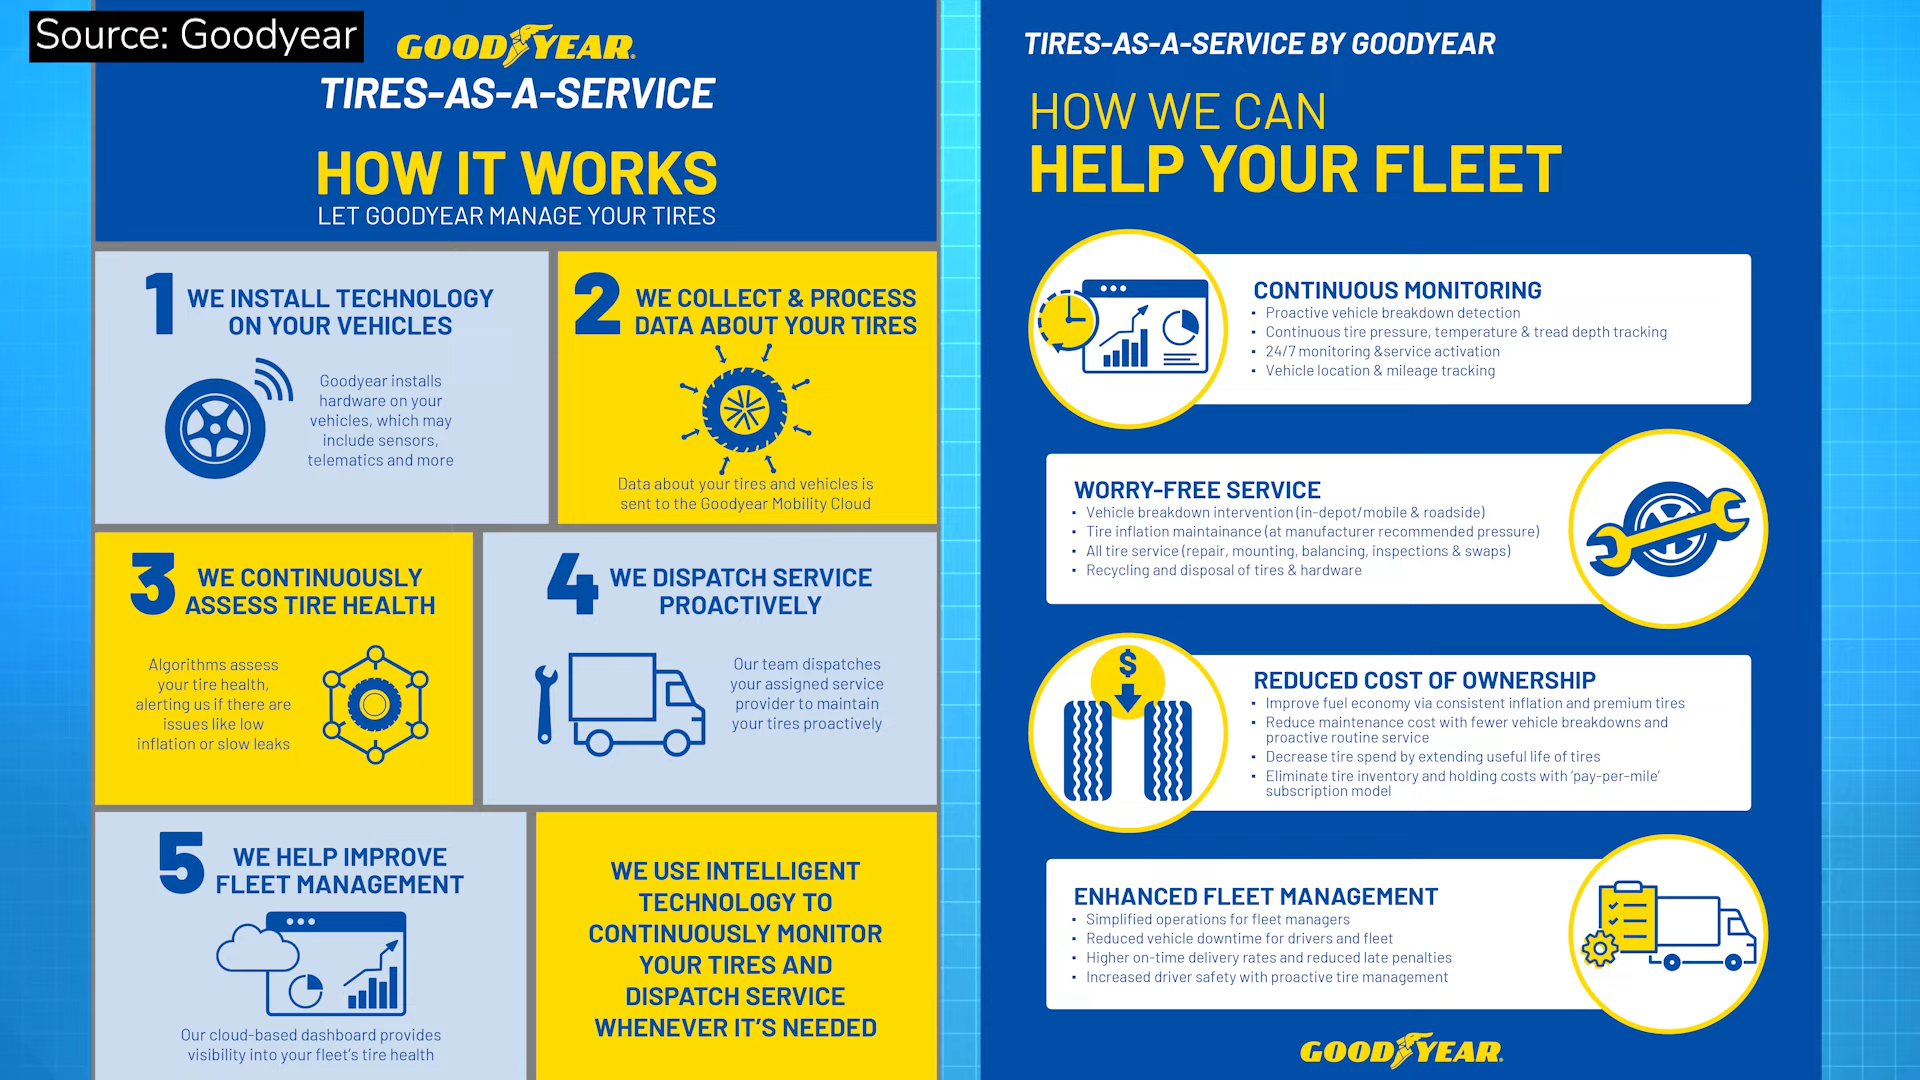 Source: Goodyear
GOODYEAR
TIRES-AS-A-SERVICE
HOW IT WORKS
LET GOODYEAR MANAGE YOUR TIRES
1 WE INSTALL TECHNOLOGY
ON YOUR VEHICLES
Goodyear installs
hardware on your
vehicles, which may
include sensors,
telematics and more
2 WE COLLECT & PROCESS
DATA ABOUT YOUR TIRES
Data about your tires and vehicles is
sent to the Goodyear Mobility Cloud
3 WE CONTINUOUSLY
ASSESS TIRE HEALTH
Algorithms assess
your tire health,
alerting us if there are
issues like low
inflation or slow leaks
4 WE DISPATCH SERVICE
PROACTIVELY
Our team dispatches
your assigned service
provider to maintain
your tires proactively
5 WE HELP IMPROVE
FLEET MANAGEMENT
Our cloud-based dashboard provides
visibility into your fleet's tire health
WE USE INTELLIGENT
TECHNOLOGY TO
CONTINUOUSLY MONITOR
YOUR TIRES AND
DISPATCH SERVICE
WHENEVER IT'S NEEDED
TIRES-AS-A-SERVICE BY GOODYEAR
HOW WE CAN
HELP YOUR FLEET
CONTINUOUS MONITORING
▪ Proactive vehicle breakdown detection
▪ Continuous tire pressure, temperature & tread depth tracking
▪ 24/7 monitoring &service activation
▪ Vehicle location & mileage tracking
WORRY-FREE SERVICE
▪ Vehicle breakdown intervention (in-depot/mobile & roadside)
▪ Tire inflation maintainance (at manufacturer recommended pressure)
▪ All tire service (repair, mounting, balancing, inspections & swaps)
▪ Recycling and disposal of tires & hardware
$
REDUCED COST OF OWNERSHIP
▪ Improve fuel economy via consistent inflation and premium tires
▪ Reduce maintenance cost with fewer vehicle breakdowns and
proactive routine service
▪ Decrease tire spend by extending useful life of tires
▪ Eliminate tire inventory and holding costs with 'pay-per-mile'
subscription model
ENHANCED FLEET MANAGEMENT
▪ Simplified operations for fleet managers
▪ Reduced vehicle downtime for drivers and fleet
▪ Higher on-time delivery rates and reduced late penalties
▪ Increased driver safety with proactive tire management
GOODYEAR